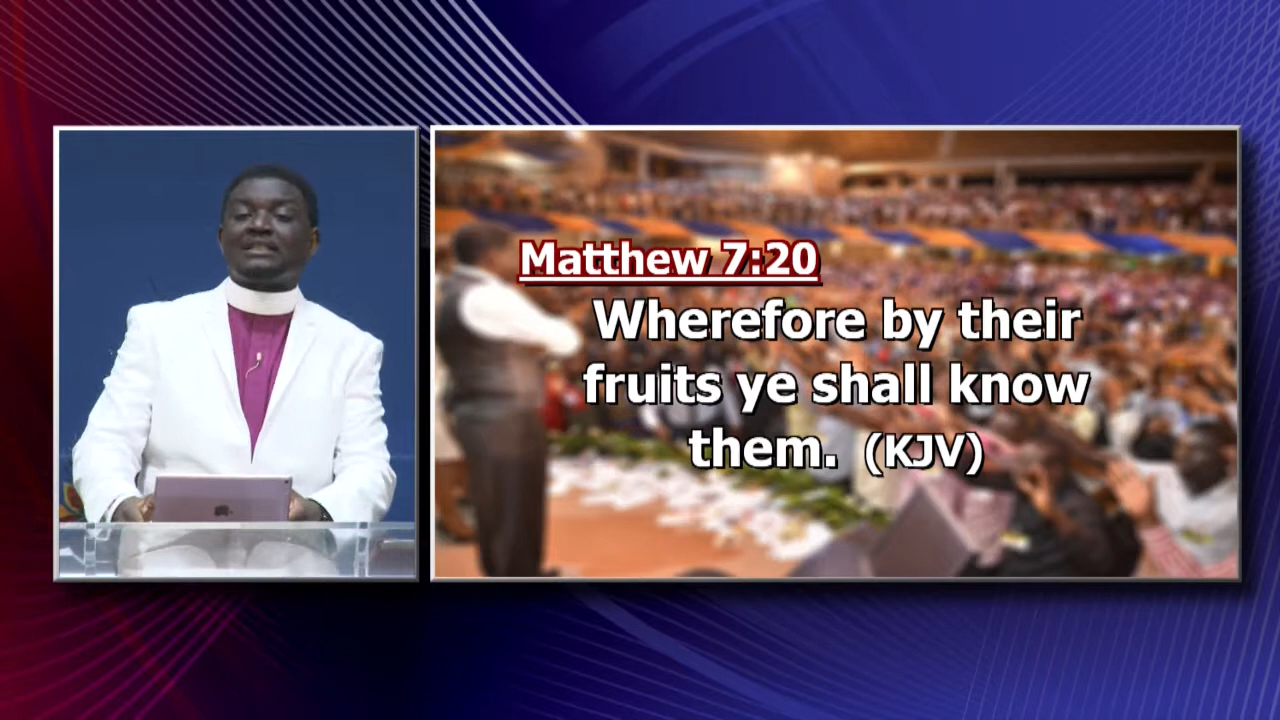 Matthew 7:20
Wherefore by their
fruits ye shall know
them. (KJV)